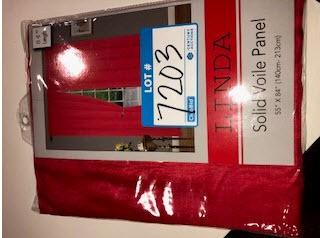 LOT #
7203
LINDA
Solid Voile Panel
55" X 84" (140cm- 213cm)